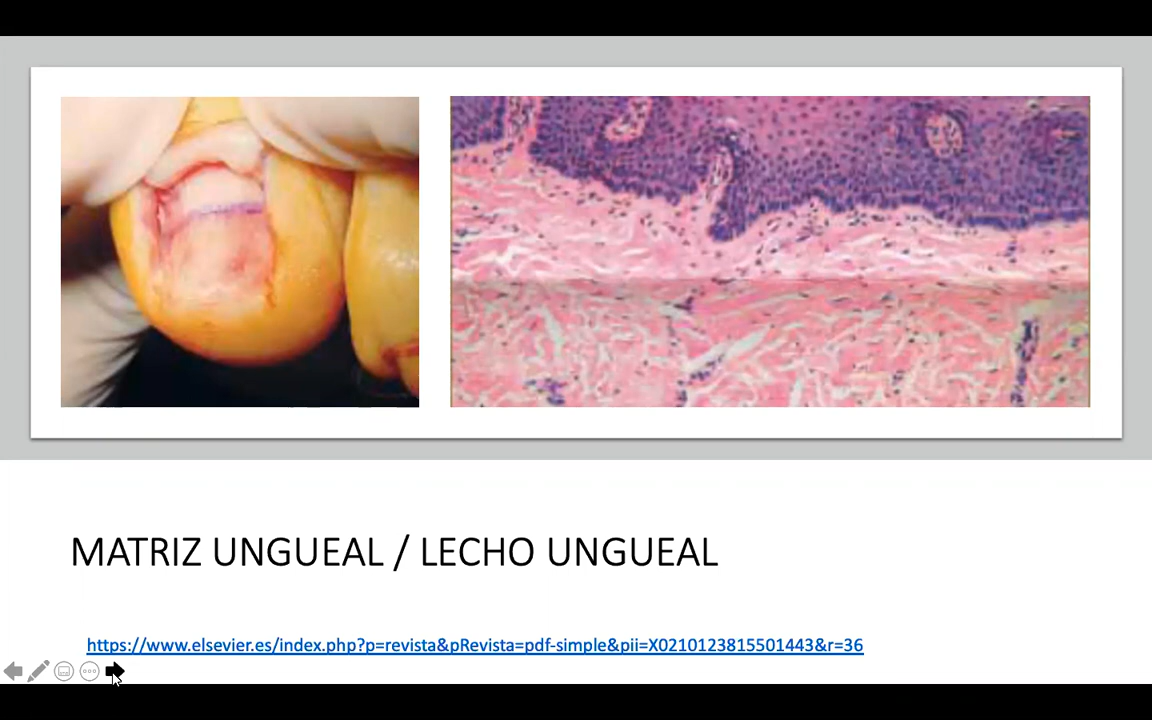 MATRIZ UNGUEAL / LECHO UNGUEAL
https://www.elsevier.es/index.php?p=revista&pRevista=pdf-simple&pii=X0210123815501443&r=36